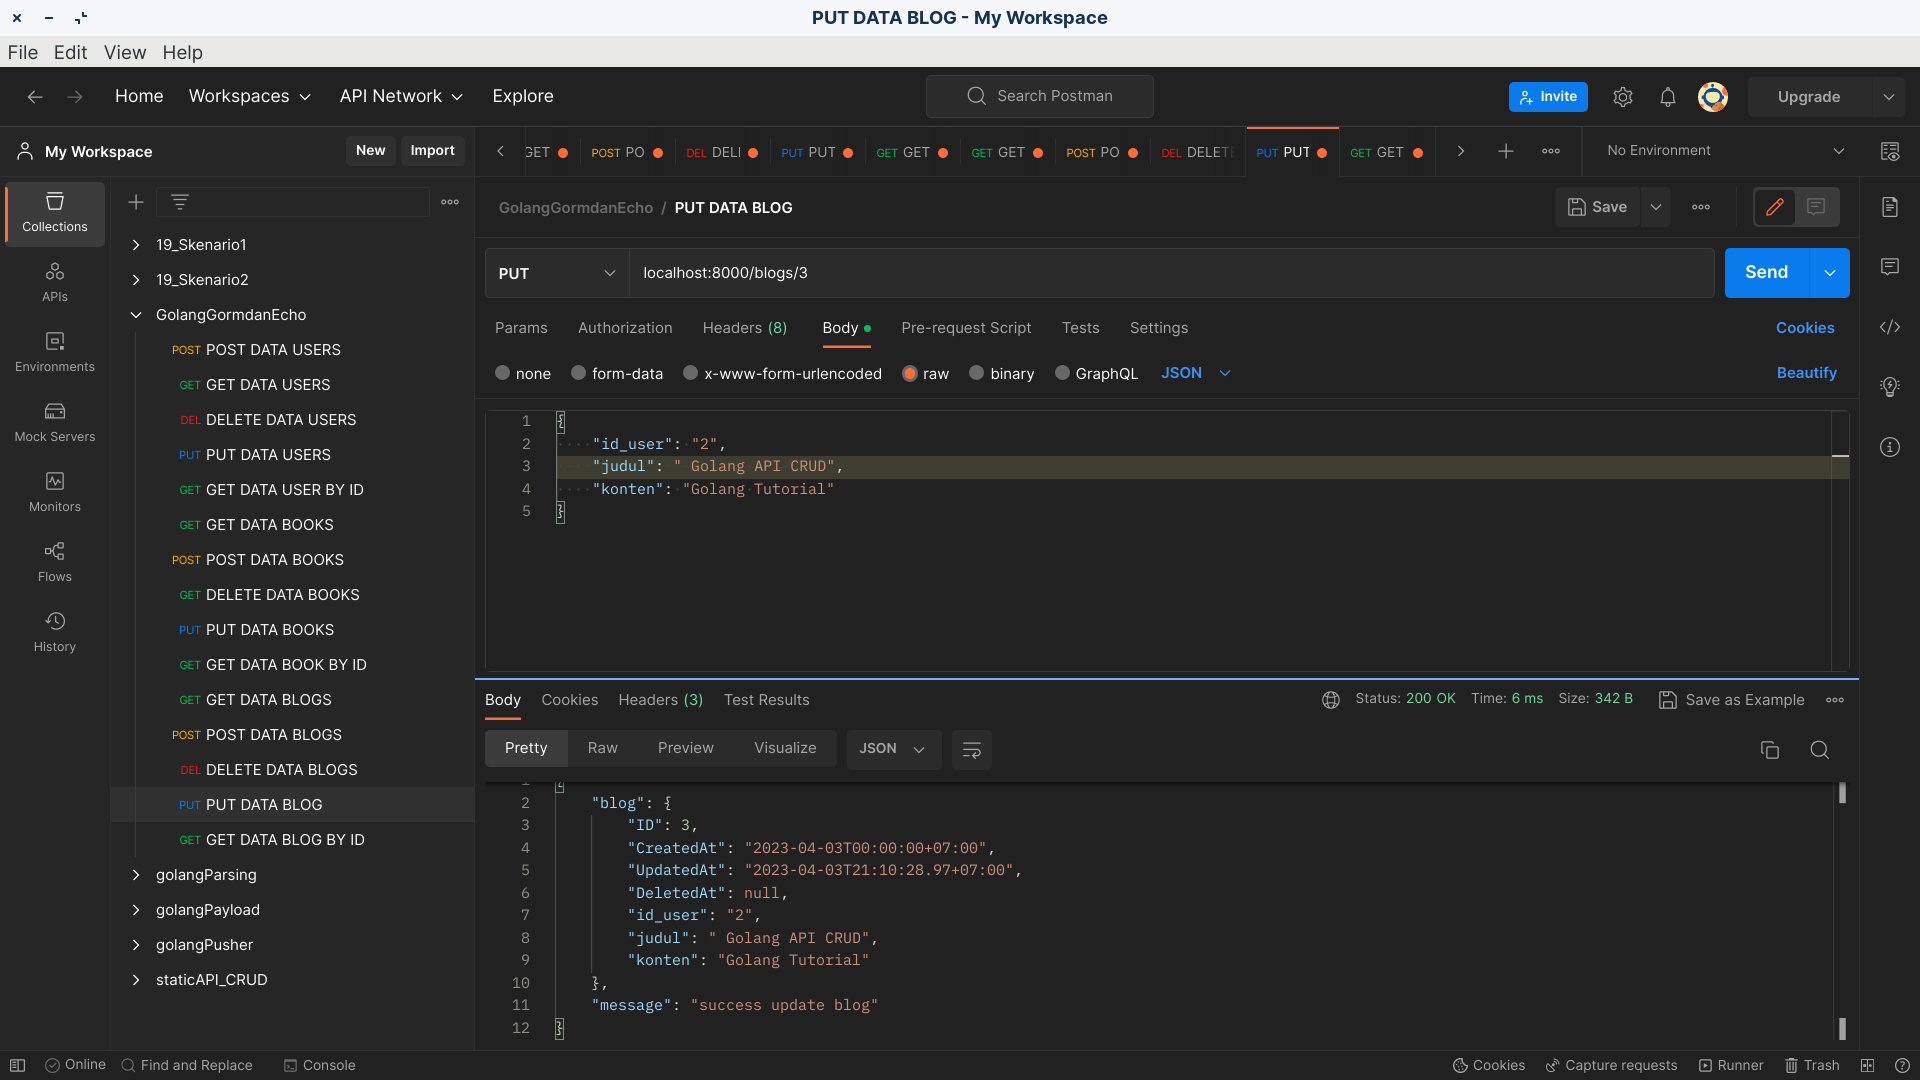 PUT DATA BLOG - My Workspace
File Edit View Help
Home Workspaces API Network Explore
Search Postman
Invite
Upgrade
My Workspace
New Import
GET
POST PO
DEL DELI
PUT PUT
GET GET
GET GET
POST PO
DEL DELET
PUT PUT
GET GET
No Environment
Collections
APIs
Environments
Mock Servers
Monitors
Flows
History
19_Skenario1
19_Skenario2
GolangGormdanEcho
POST POST DATA USERS
GET GET DATA USERS
DEL DELETE DATA USERS
PUT PUT DATA USERS
GET GET DATA USER BY ID
GET GET DATA BOOKS
POST POST DATA BOOKS
GET DELETE DATA BOOKS
PUT PUT DATA BOOKS
GET GET DATA BOOK BY ID
GET GET DATA BLOGS
POST POST DATA BLOGS
DEL DELETE DATA BLOGS
PUT PUT DATA BLOG
GET GET DATA BLOG BY ID
golangParsing
golangPayload
golangPusher
staticAPI_CRUD
GolangGormdanEcho / PUT DATA BLOG
Save
PUT localhost:8000/blogs/3
Send
Params Authorization Headers (8) Body Pre-request Script Tests Settings
Cookies
none form-data x-www-form-urlencoded raw binary GraphQL JSON
Beautify
1 {
2 "id_user": "2",
3 "judul": " Golang API CRUD",
4 "konten": "Golang Tutorial"
5 }
Body Cookies Headers (3) Test Results
Status: 200 OK Time: 6 ms Size: 342 B
Save as Example
Pretty Raw Preview Visualize JSON
1 {
2 "blog": {
3 "ID": 3,
4 "CreatedAt": "2023-04-03T00:00:00+07:00",
5 "UpdatedAt": "2023-04-03T21:10:28.97+07:00",
6 "DeletedAt": null,
7 "id_user": "2",
8 "judul": " Golang API CRUD",
9 "konten": "Golang Tutorial"
10 },
11 "message": "success update blog"
12 }
Online Find and Replace Console
Cookies Capture requests Runner Trash